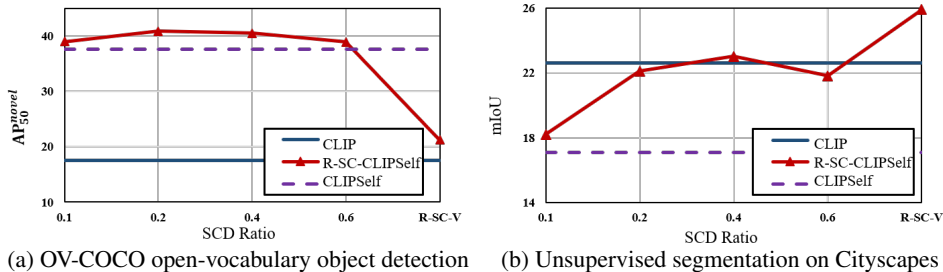 40
30
20
10
AP50^novel
CLIP
R-SC-CLIPSelf
CLIPSelf
0.1 0.2 0.4 0.6 R-SC-V
SCD Ratio
(a) OV-COCO open-vocabulary object detection
26
22
18
14
mIoU
CLIP
R-SC-CLIPSelf
CLIPSelf
0.1 0.2 0.4 0.6 R-SC-V
SCD Ratio
(b) Unsupervised segmentation on Cityscapes